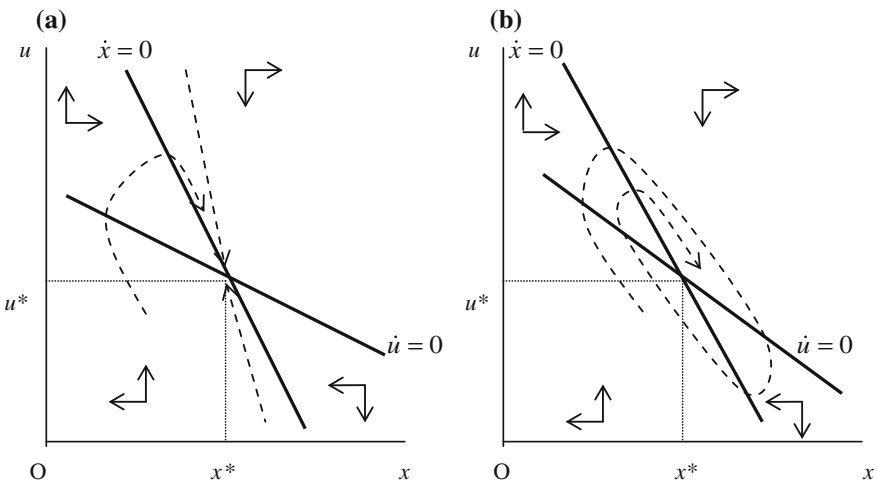 (a)
u
ẋ = 0
u*
u̇ = 0
O
x*
x
(b)
u
ẋ = 0
u*
u̇ = 0
O
x*
x